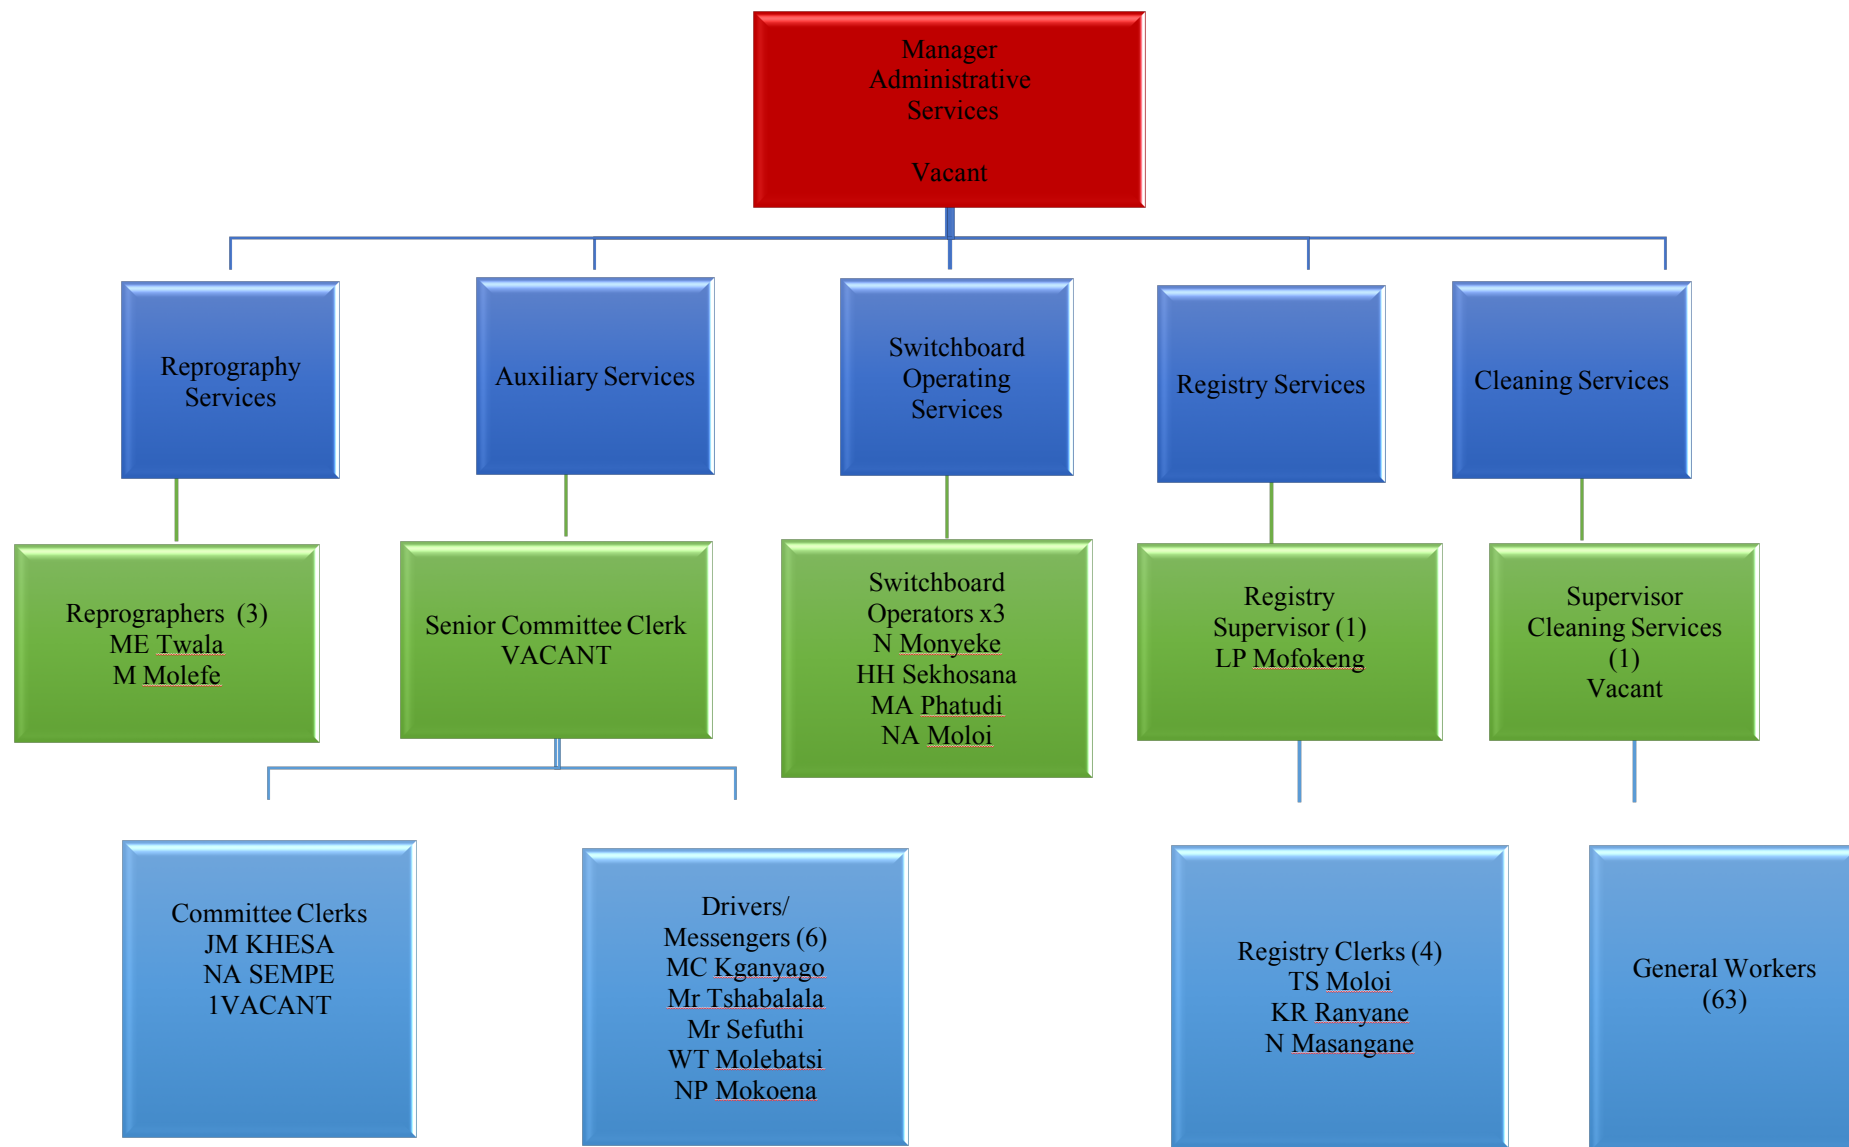 Manager
Administrative
Services
Vacant
Reprography
Services
Auxiliary Services
Switchboard
Operating
Services
Registry Services
Cleaning Services
Reprographers (3)
ME Twala
M Molefe
Senior Committee Clerk
VACANT
Switchboard
Operators x3
N Monyeke
HH Sekhosana
MA Phatudi
NA Moloi
Registry
Supervisor (1)
LP Mofokeng
Supervisor
Cleaning Services
(1)
Vacant
Committee Clerks
JM KHESA
NA SEMPE
1VACANT
Drivers/
Messengers (6)
MC Kganyago
Mr Tshabalala
Mr Sefuthi
WT Molebatsi
NP Mokoena
Registry Clerks (4)
TS Moloi
KR Ranyane
N Masangane
General Workers
(63)